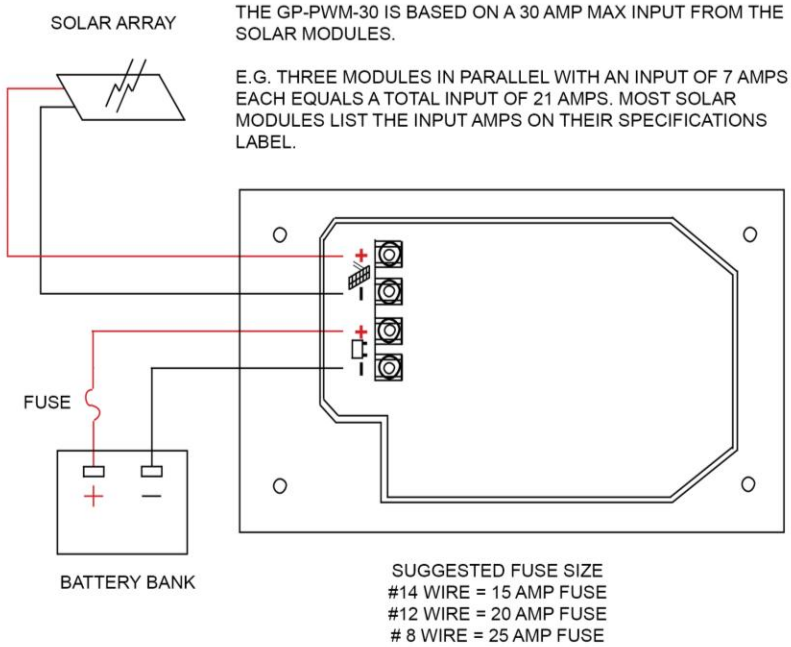 SOLAR ARRAY
THE GP-PWM-30 IS BASED ON A 30 AMP MAX INPUT FROM THE
SOLAR MODULES.
E.G. THREE MODULES IN PARALLEL WITH AN INPUT OF 7 AMPS
EACH EQUALS A TOTAL INPUT OF 21 AMPS. MOST SOLAR
MODULES LIST THE INPUT AMPS ON THEIR SPECIFICATIONS
LABEL.
+
−
+
−
FUSE
+ −
BATTERY BANK
SUGGESTED FUSE SIZE
#14 WIRE = 15 AMP FUSE
#12 WIRE = 20 AMP FUSE
# 8 WIRE = 25 AMP FUSE